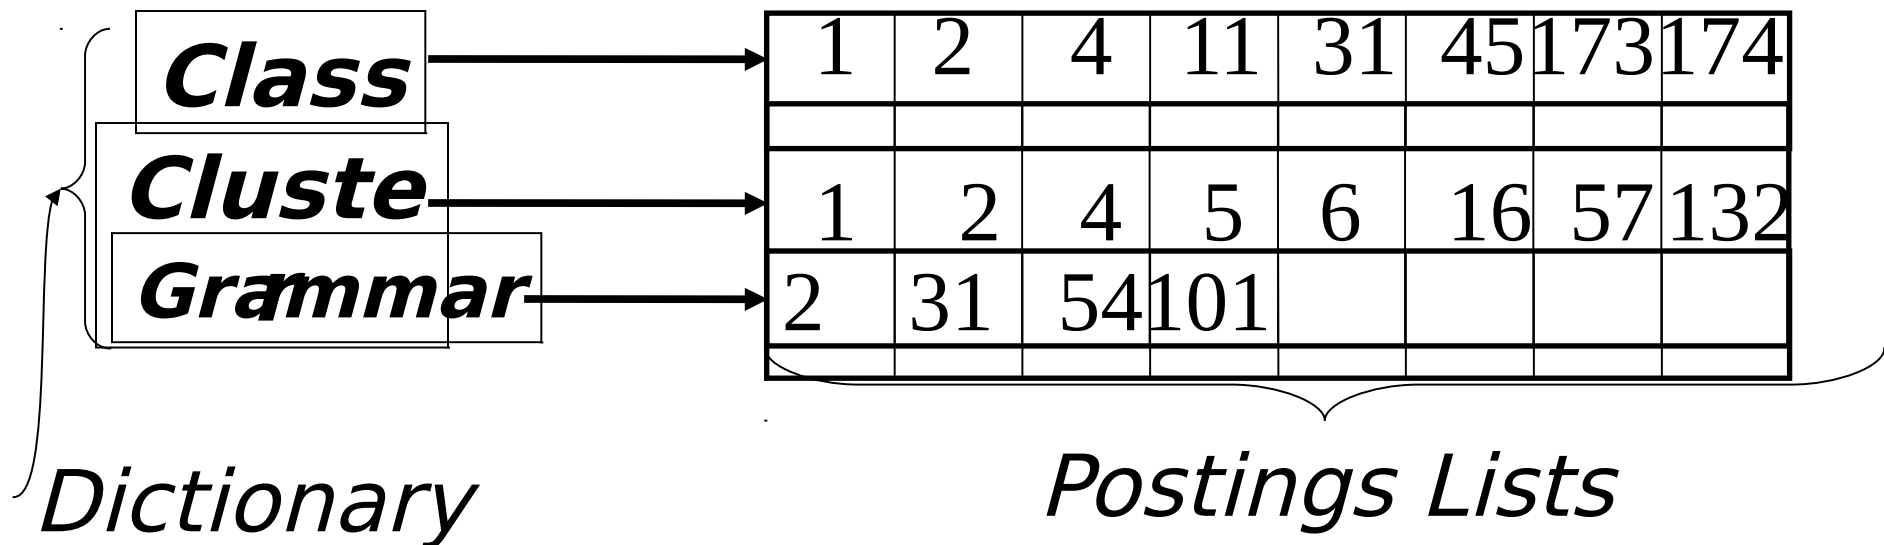 Class 1 2 4 11 31 45 173 174
Cluster 1 2 4 5 6 16 57 132
Grammar 2 31 54 101
Dictionary Postings Lists